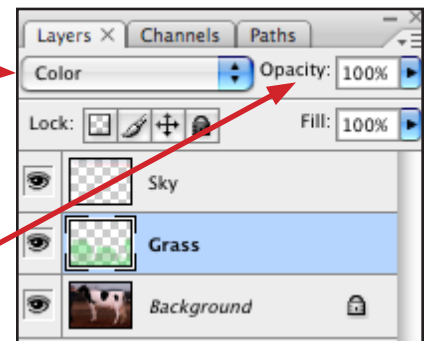 Layers × Channels Paths
Color Opacity: 100%
Lock: Fill: 100%
Sky
Grass
Background